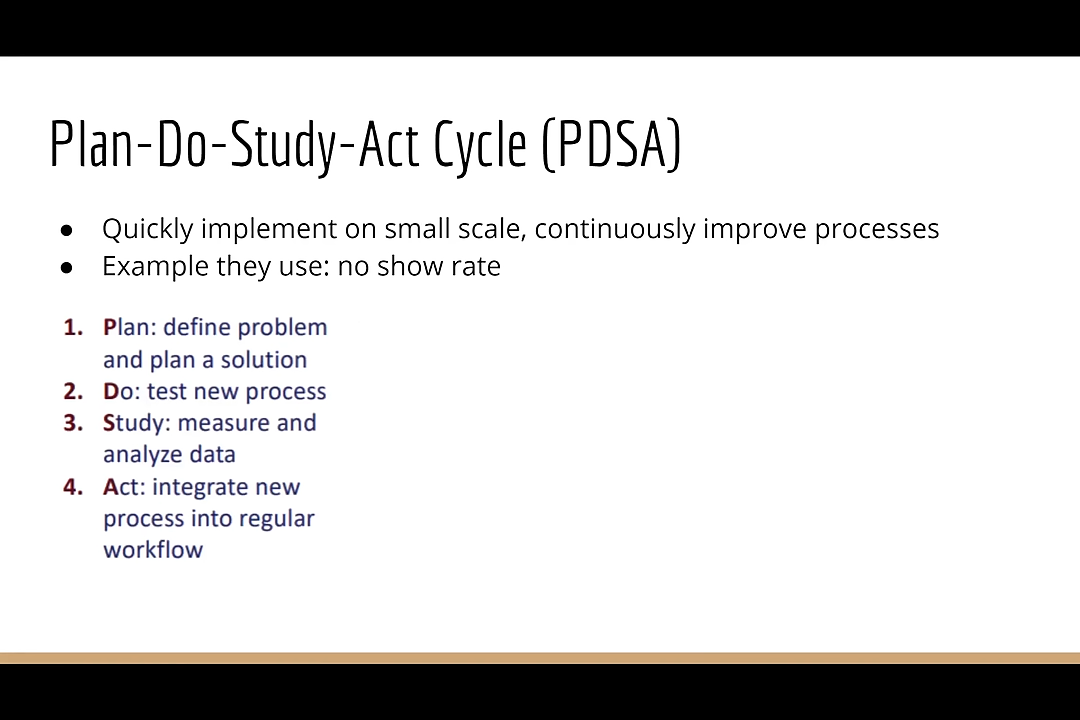 Plan-Do-Study-Act Cycle (PDSA)
● Quickly implement on small scale, continuously improve processes
● Example they use: no show rate
1. Plan: define problem
and plan a solution
2. Do: test new process
3. Study: measure and
analyze data
4. Act: integrate new
process into regular
workflow